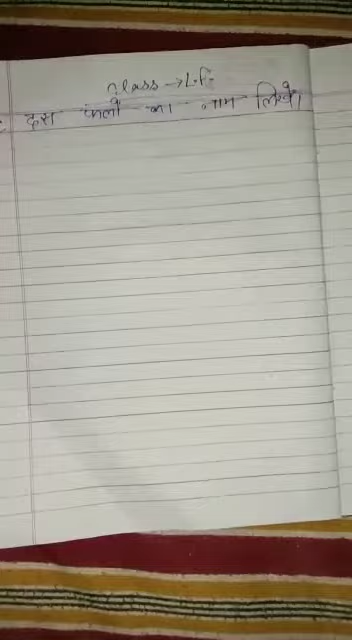 Class → L.F.
दस फलों का नाम लिखें।